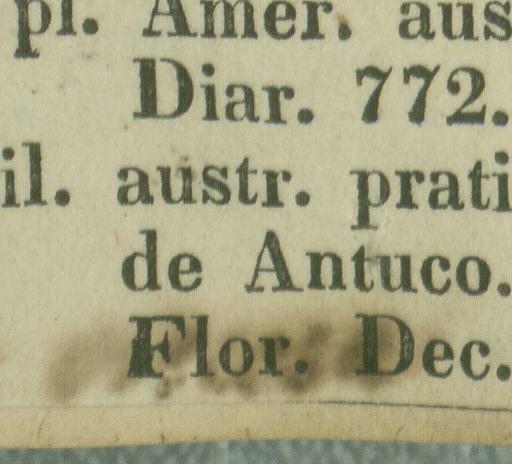 pl. Amer. aus
Diar. 772.
il. austr. prati
de Antuco.
Flor. Dec.